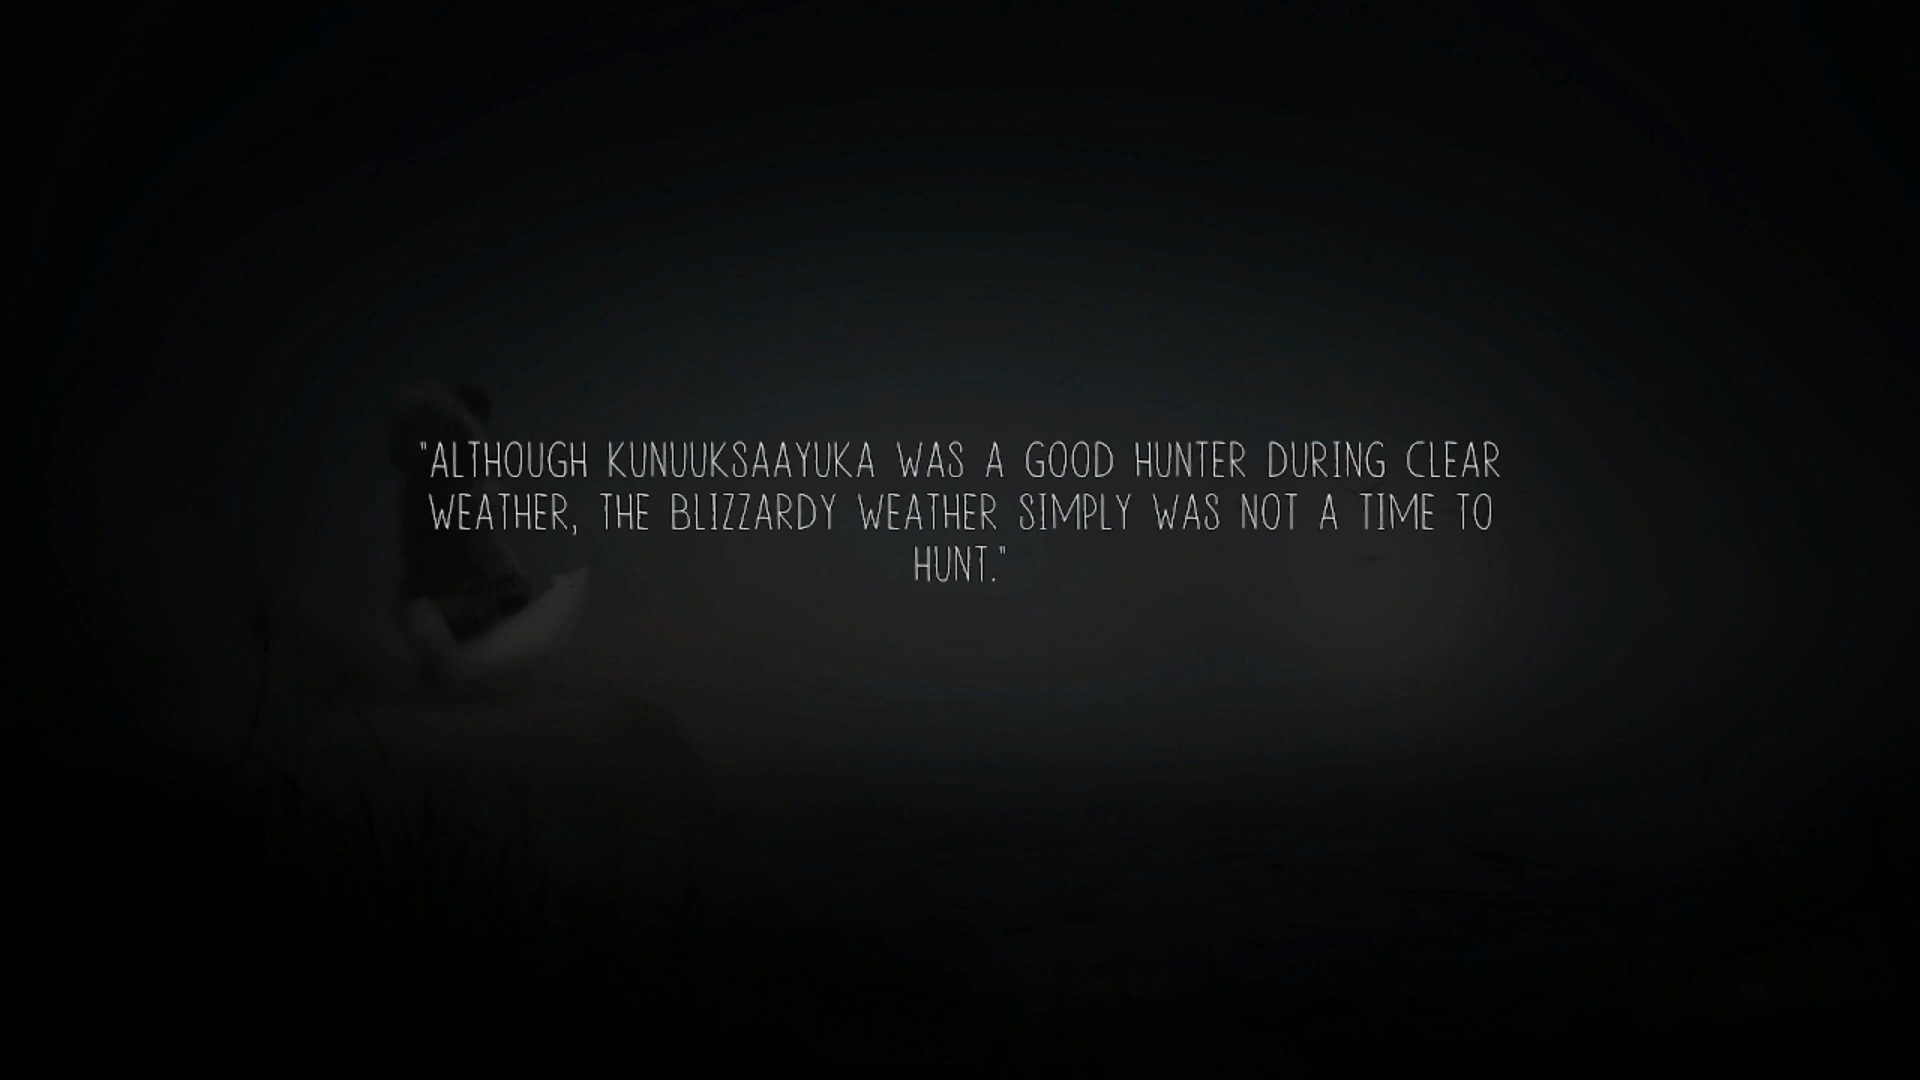 "ALTHOUGH KUNUUKSAAYUKA WAS A GOOD HUNTER DURING CLEAR
WEATHER, THE BLIZZARDY WEATHER SIMPLY WAS NOT A TIME TO
HUNT."